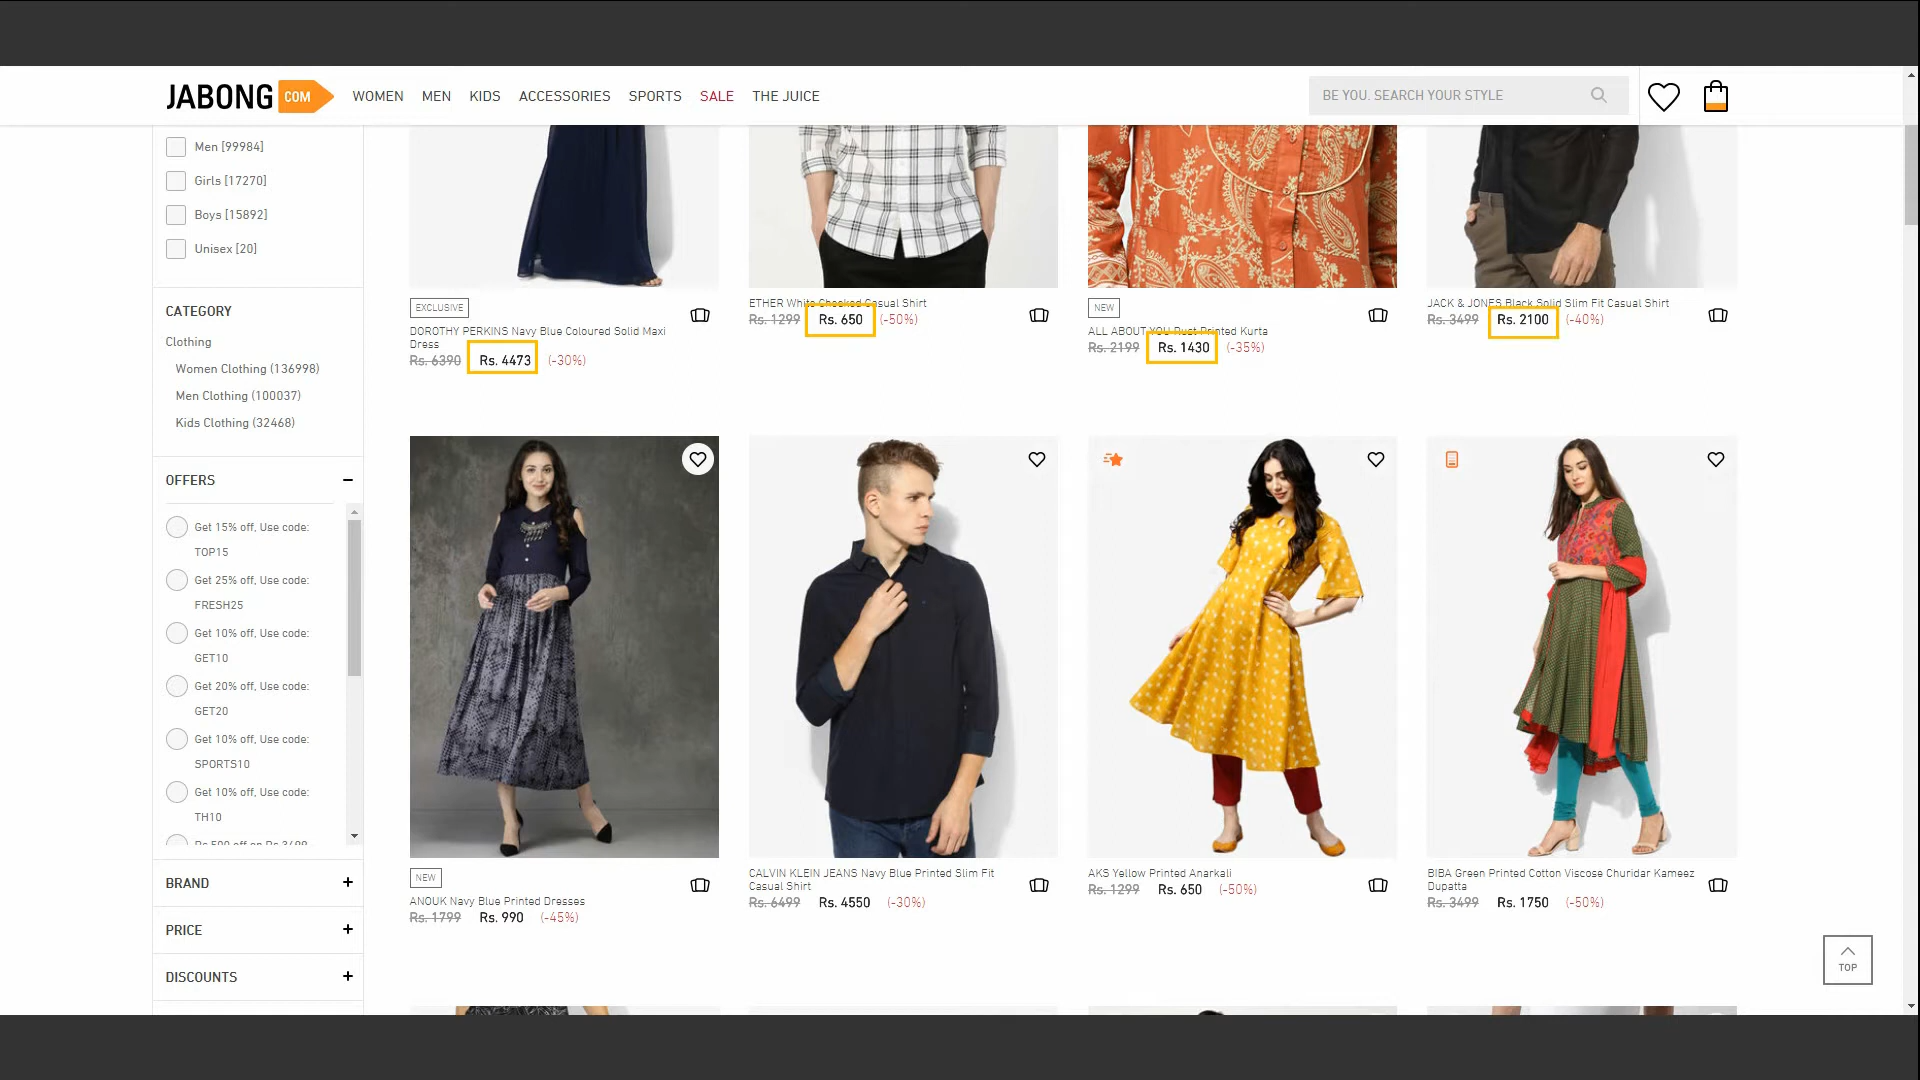 JABONG COM WOMEN MEN KIDS ACCESSORIES SPORTS SALE THE JUICE BE YOU. SEARCH YOUR STYLE
Men [99984]
Girls [17270]
Boys [15892]
Unisex [20]
CATEGORY
Clothing
Women Clothing (136998)
Men Clothing (100037)
Kids Clothing (32468)
OFFERS
Get 15% off, Use code:
TOP15
Get 25% off, Use code:
FRESH25
Get 10% off, Use code:
GET10
Get 20% off, Use code:
GET20
Get 10% off, Use code:
SPORTS10
Get 10% off, Use code:
TH10
Rs 500 off on Rs 3499
BRAND
PRICE
DISCOUNTS
EXCLUSIVE
DOROTHY PERKINS Navy Blue Coloured Solid Maxi
Dress
Rs. 6390 Rs. 4473 (-30%)
ETHER White Checked Casual Shirt
Rs. 1299 Rs. 650 (-50%)
NEW
ALL ABOUT YOU Rust Printed Kurta
Rs. 2199 Rs. 1430 (-35%)
JACK & JONES Black Solid Slim Fit Casual Shirt
Rs. 3499 Rs. 2100 (-40%)
NEW
ANOUK Navy Blue Printed Dresses
Rs. 1799 Rs. 990 (-45%)
CALVIN KLEIN JEANS Navy Blue Printed Slim Fit
Casual Shirt
Rs. 6499 Rs. 4550 (-30%)
AKS Yellow Printed Anarkali
Rs. 1299 Rs. 650 (-50%)
BIBA Green Printed Cotton Viscose Churidar Kameez
Dupatta
Rs. 3499 Rs. 1750 (-50%)
TOP